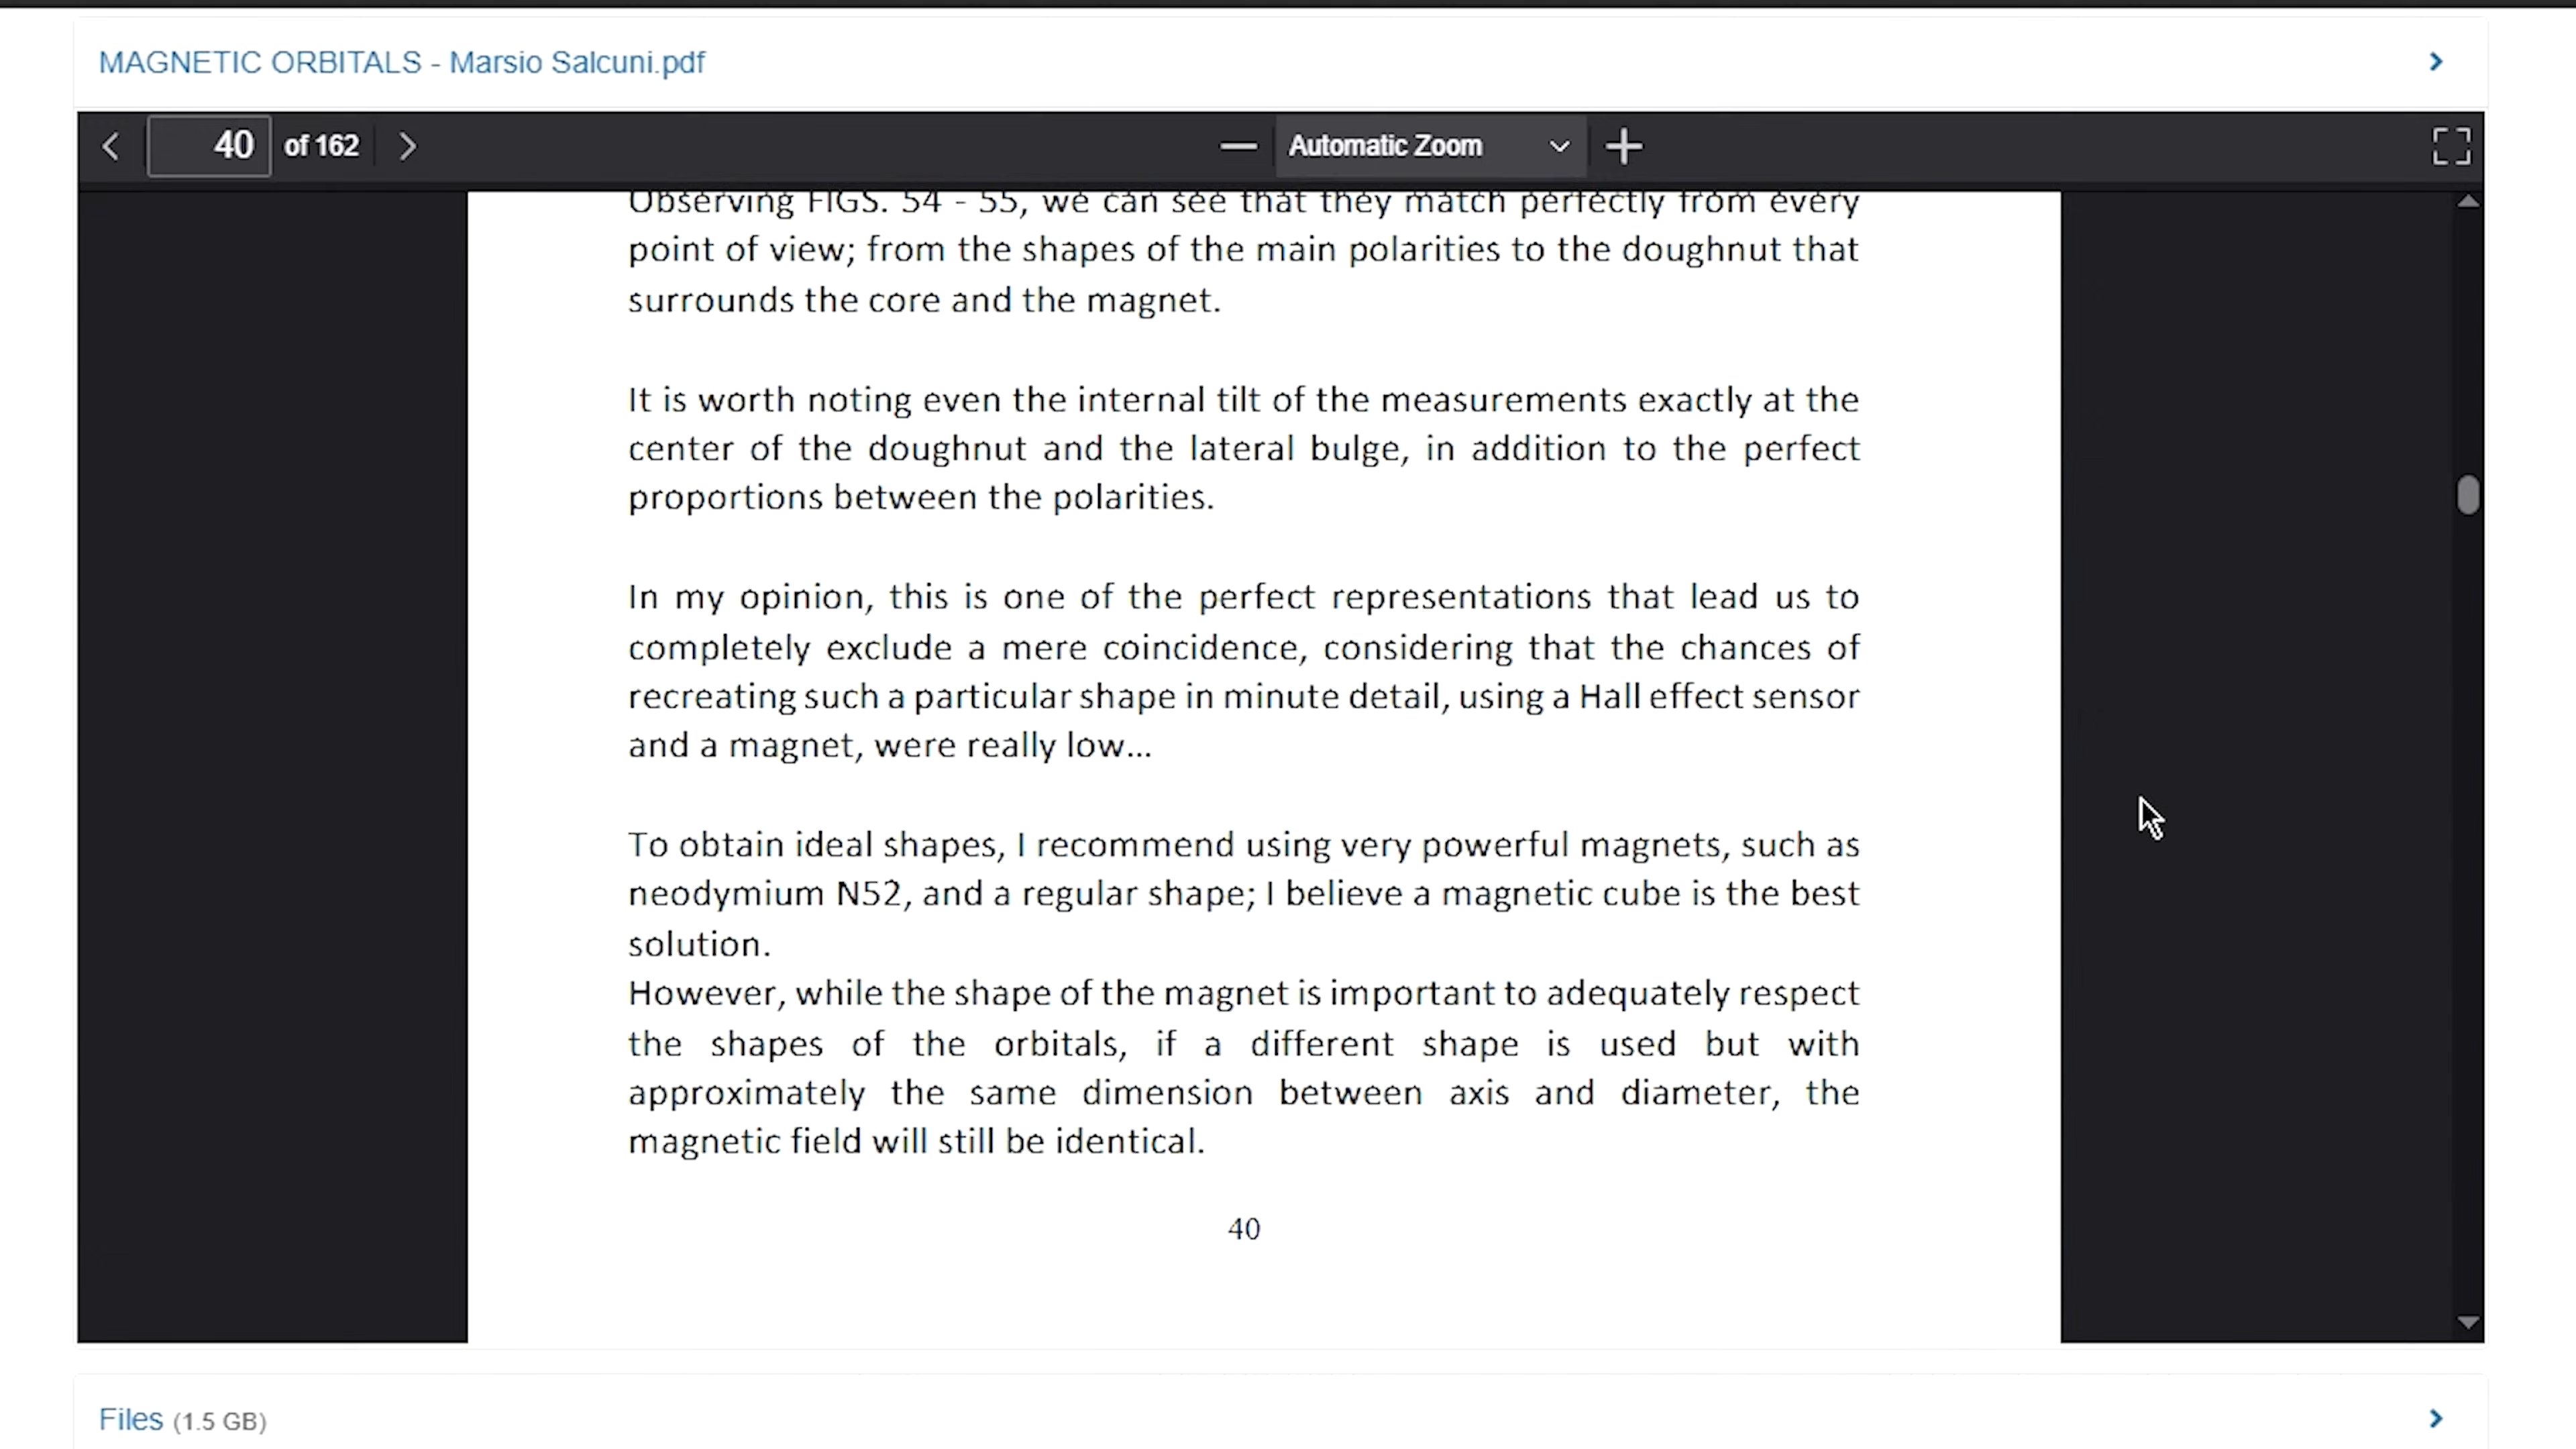 MAGNETIC ORBITALS - Marsio Salcuni.pdf
40 of 162
Automatic Zoom
Observing FIGS. 54 - 55, we can see that they match perfectly from every
point of view; from the shapes of the main polarities to the doughnut that
surrounds the core and the magnet.
It is worth noting even the internal tilt of the measurements exactly at the
center of the doughnut and the lateral bulge, in addition to the perfect
proportions between the polarities.
In my opinion, this is one of the perfect representations that lead us to
completely exclude a mere coincidence, considering that the chances of
recreating such a particular shape in minute detail, using a Hall effect sensor
and a magnet, were really low...
To obtain ideal shapes, I recommend using very powerful magnets, such as
neodymium N52, and a regular shape; I believe a magnetic cube is the best
solution.
However, while the shape of the magnet is important to adequately respect
the shapes of the orbitals, if a different shape is used but with
approximately the same dimension between axis and diameter, the
magnetic field will still be identical.
40
Files (1.5 GB)